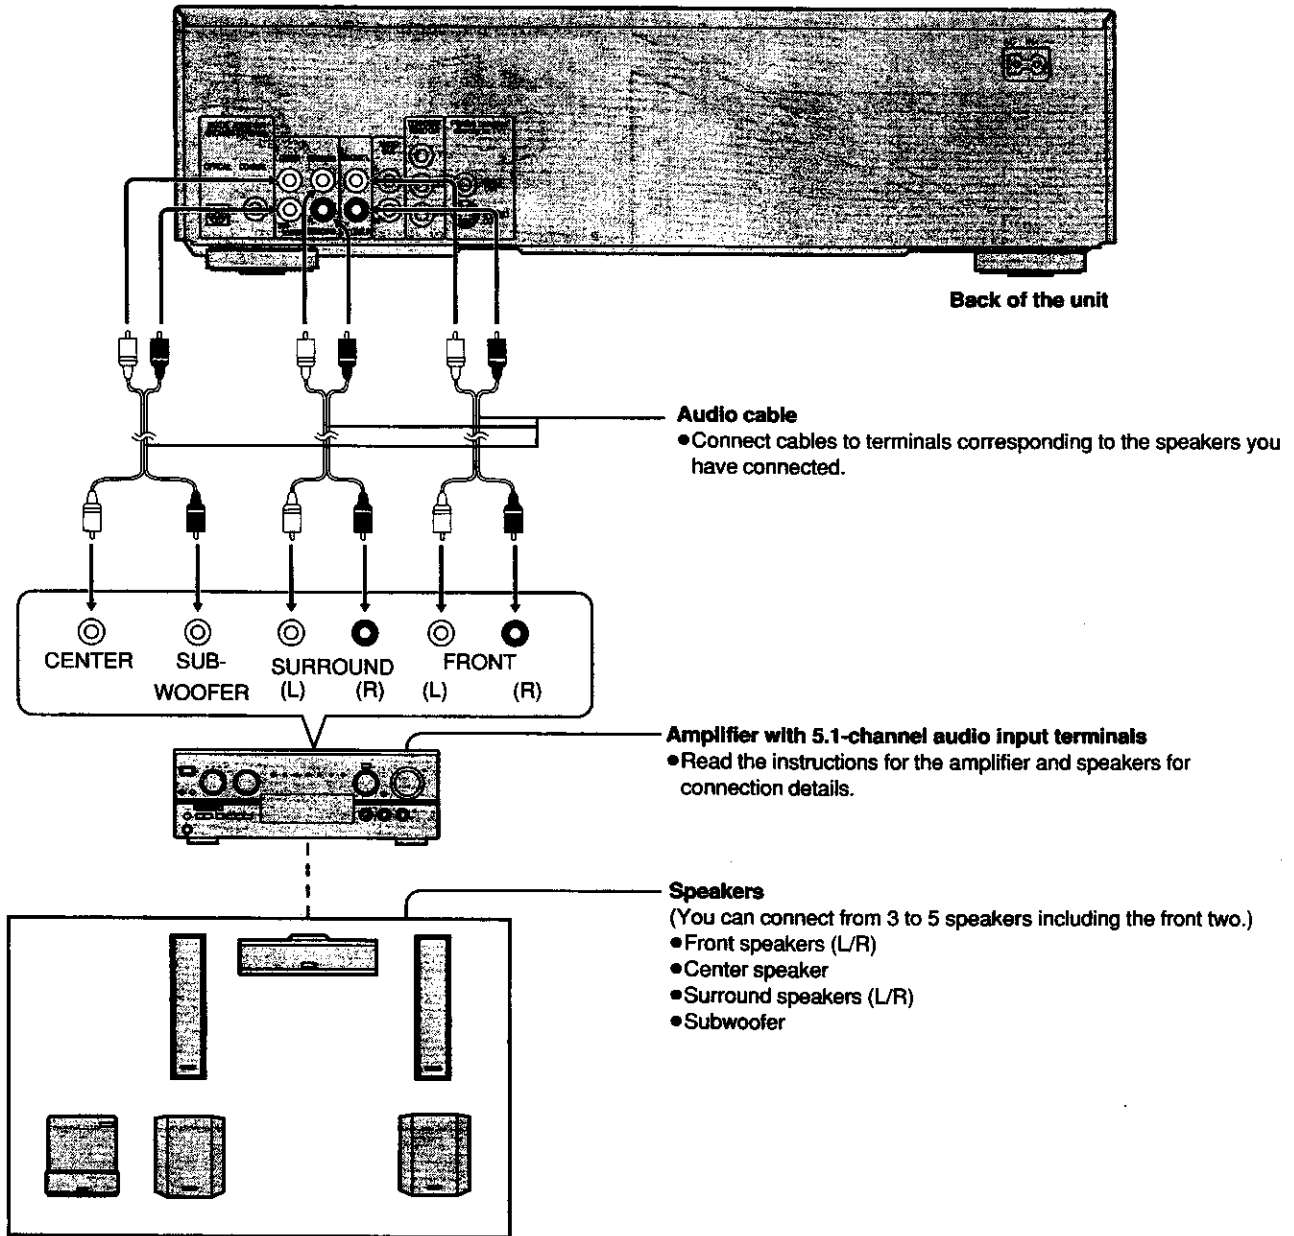 Back of the unit
Audio cable
●Connect cables to terminals corresponding to the speakers you
have connected.
CENTER
SUB-
WOOFER
SURROUND
(L) (R)
FRONT
(L) (R)
Amplifier with 5.1-channel audio input terminals
●Read the instructions for the amplifier and speakers for
connection details.
Speakers
(You can connect from 3 to 5 speakers including the front two.)
●Front speakers (L/R)
●Center speaker
●Surround speakers (L/R)
●Subwoofer